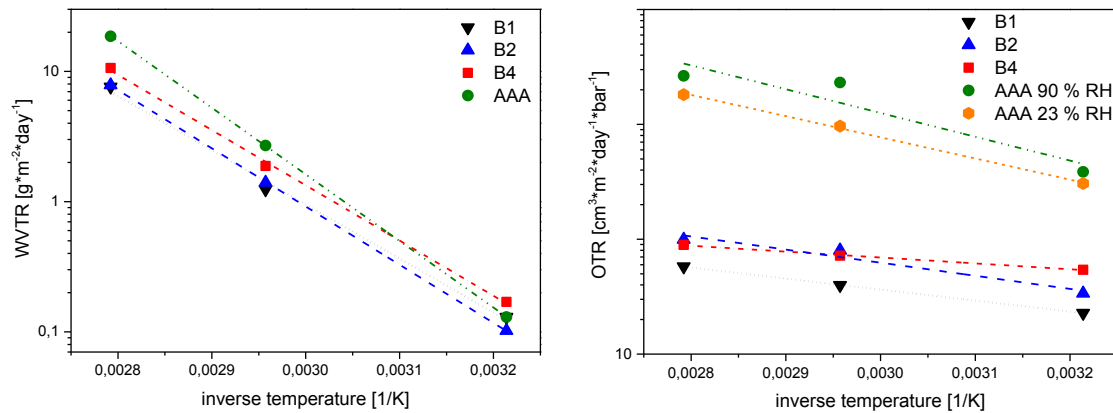 B1
B2
B4
AAA
10
1
0,1
WVTR [g*m-2*day-1]
0,0028 0,0029 0,0030 0,0031 0,0032
inverse temperature [1/K]
B1
B2
B4
AAA 90 % RH
AAA 23 % RH
10
OTR [cm3*m-2*day-1*bar-1]
0,0028 0,0029 0,0030 0,0031 0,0032
inverse temperature [1/K]